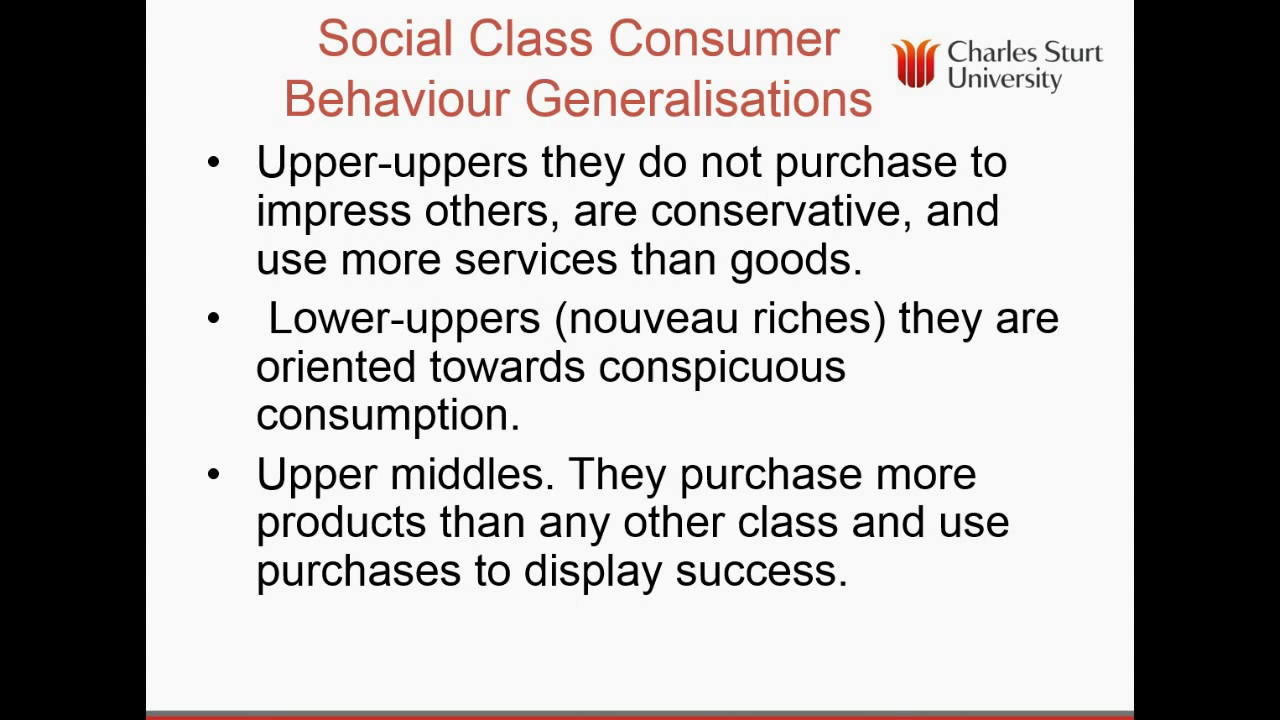 Social Class Consumer
Behaviour Generalisations
Charles Sturt
University
• Upper-uppers they do not purchase to
impress others, are conservative, and
use more services than goods.
• Lower-uppers (nouveau riches) they are
oriented towards conspicuous
consumption.
• Upper middles. They purchase more
products than any other class and use
purchases to display success.